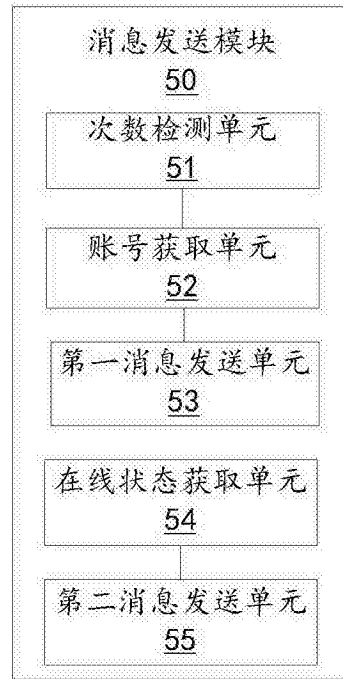 消息发送模块
50
次数检测单元
51
账号获取单元
52
第一消息发送单元
53
在线状态获取单元
54
第二消息发送单元
55